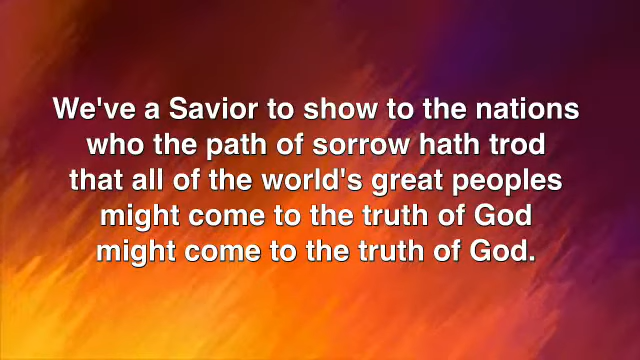 We've a Savior to show to the nations
who the path of sorrow hath trod
that all of the world's great peoples
might come to the truth of God
might come to the truth of God.